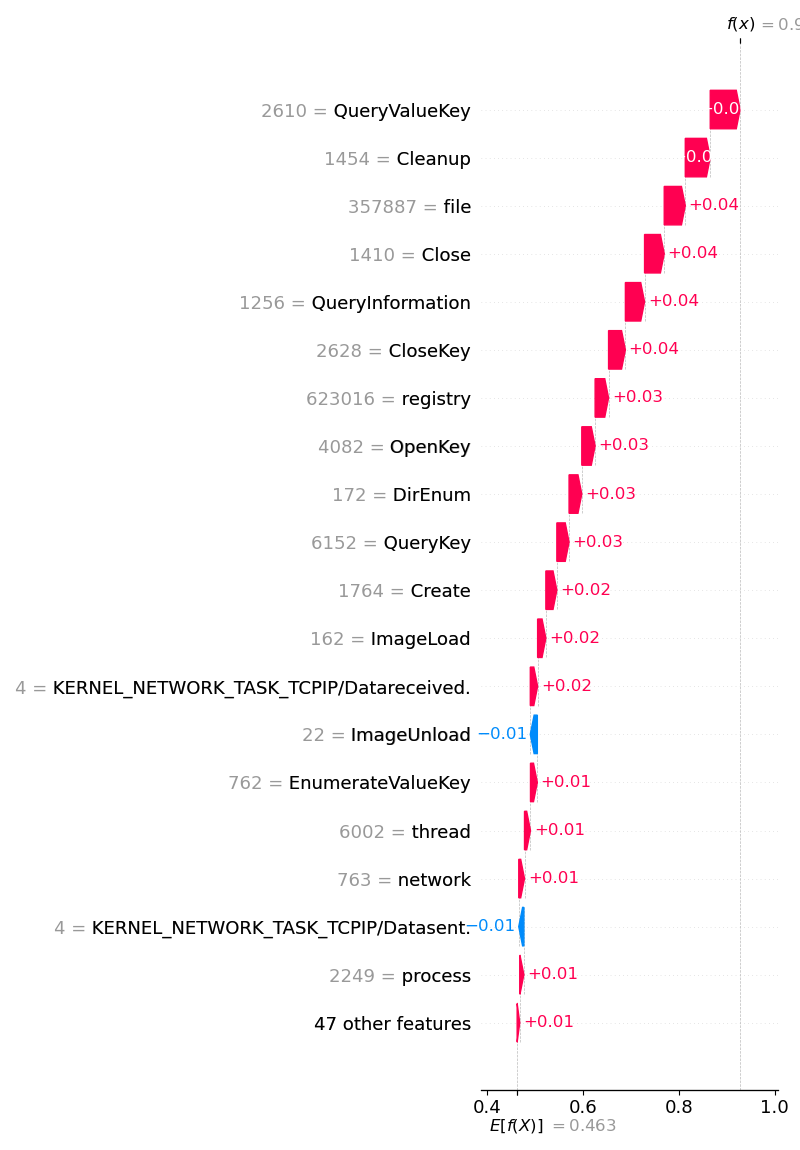 f(x) = 0.9
2610 = QueryValueKey
1454 = Cleanup
357887 = file +0.04
1410 = Close +0.04
1256 = QueryInformation +0.04
2628 = CloseKey +0.04
623016 = registry +0.03
4082 = OpenKey +0.03
172 = DirEnum +0.03
6152 = QueryKey +0.03
1764 = Create +0.02
162 = ImageLoad +0.02
4 = KERNEL_NETWORK_TASK_TCPIP/Datareceived. +0.02
22 = ImageUnload −0.01
762 = EnumerateValueKey +0.01
6002 = thread +0.01
763 = network +0.01
4 = KERNEL_NETWORK_TASK_TCPIP/Datasent. −0.01
2249 = process +0.01
47 other features +0.01
0.4 0.6 0.8 1.0
E[f(X)] = 0.463